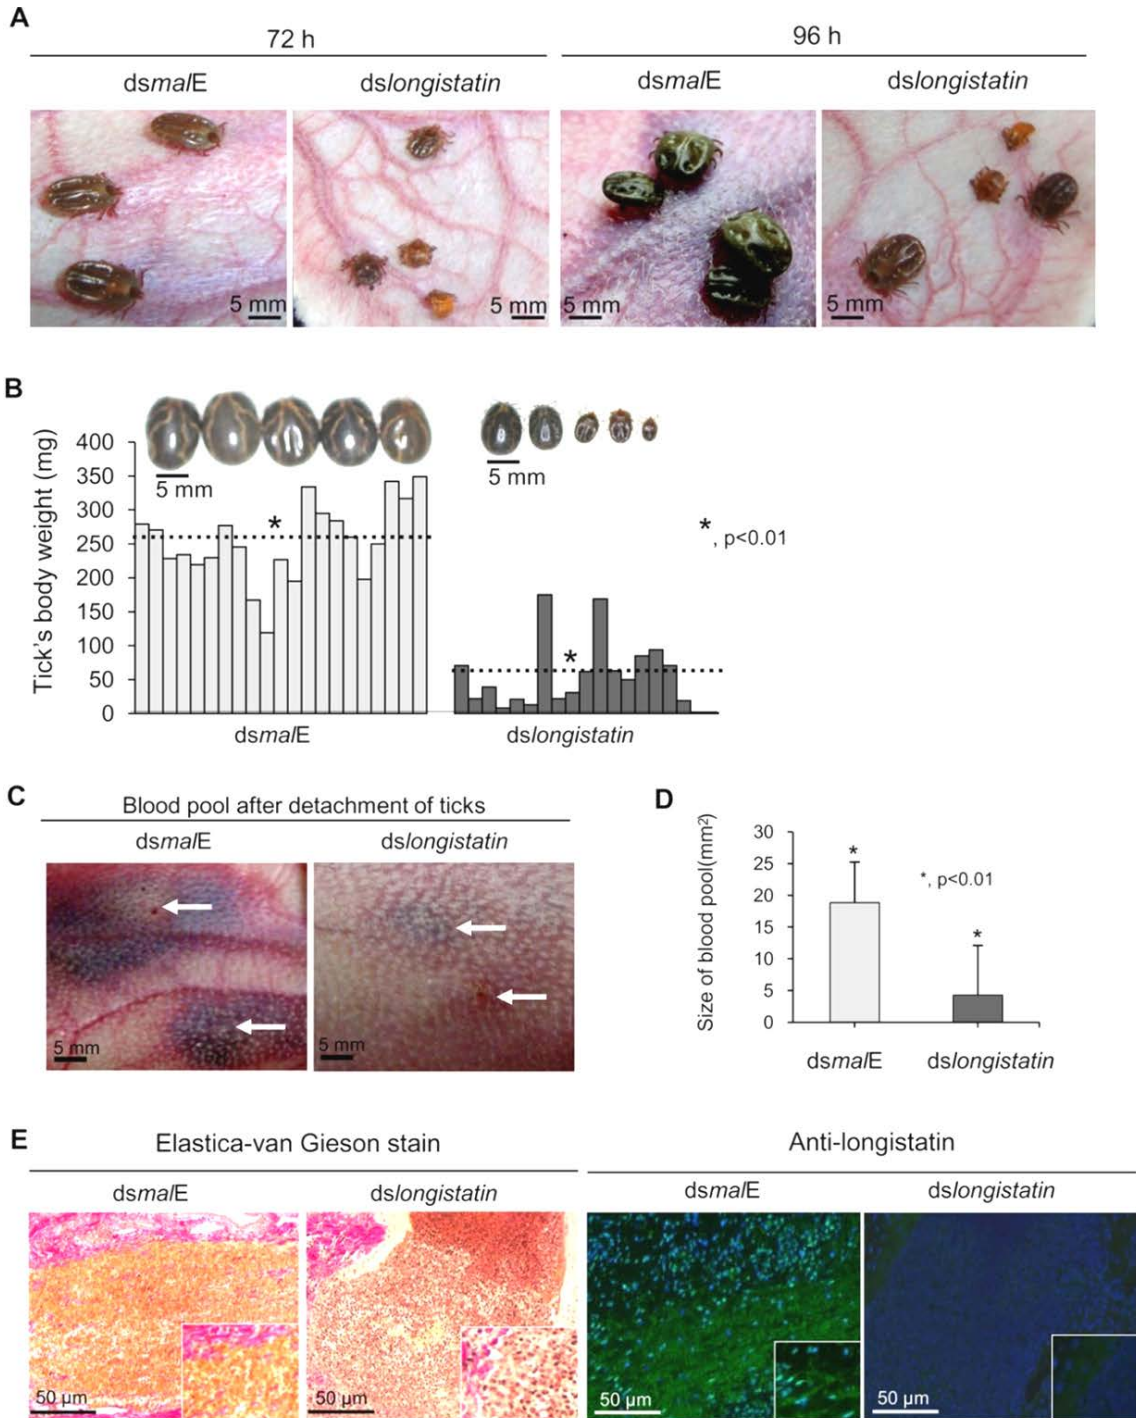 A
72 h
96 h
dsmalE
dslongistatin
dsmalE
dslongistatin
5 mm
5 mm
5 mm
5 mm
B
Tick's body weight (mg)
400
350
300
250
200
150
100
50
0
5 mm
5 mm
*
*
*, p<0.01
dsmalE
dslongistatin
C
Blood pool after detachment of ticks
dsmalE
dslongistatin
5 mm
5 mm
D
Size of blood pool(mm²)
30
25
20
15
10
5
0
*
*
*, p<0.01
dsmalE
dslongistatin
E
Elastica-van Gieson stain
Anti-longistatin
dsmalE
dslongistatin
dsmalE
dslongistatin
50 µm
50 µm
50 µm
50 µm